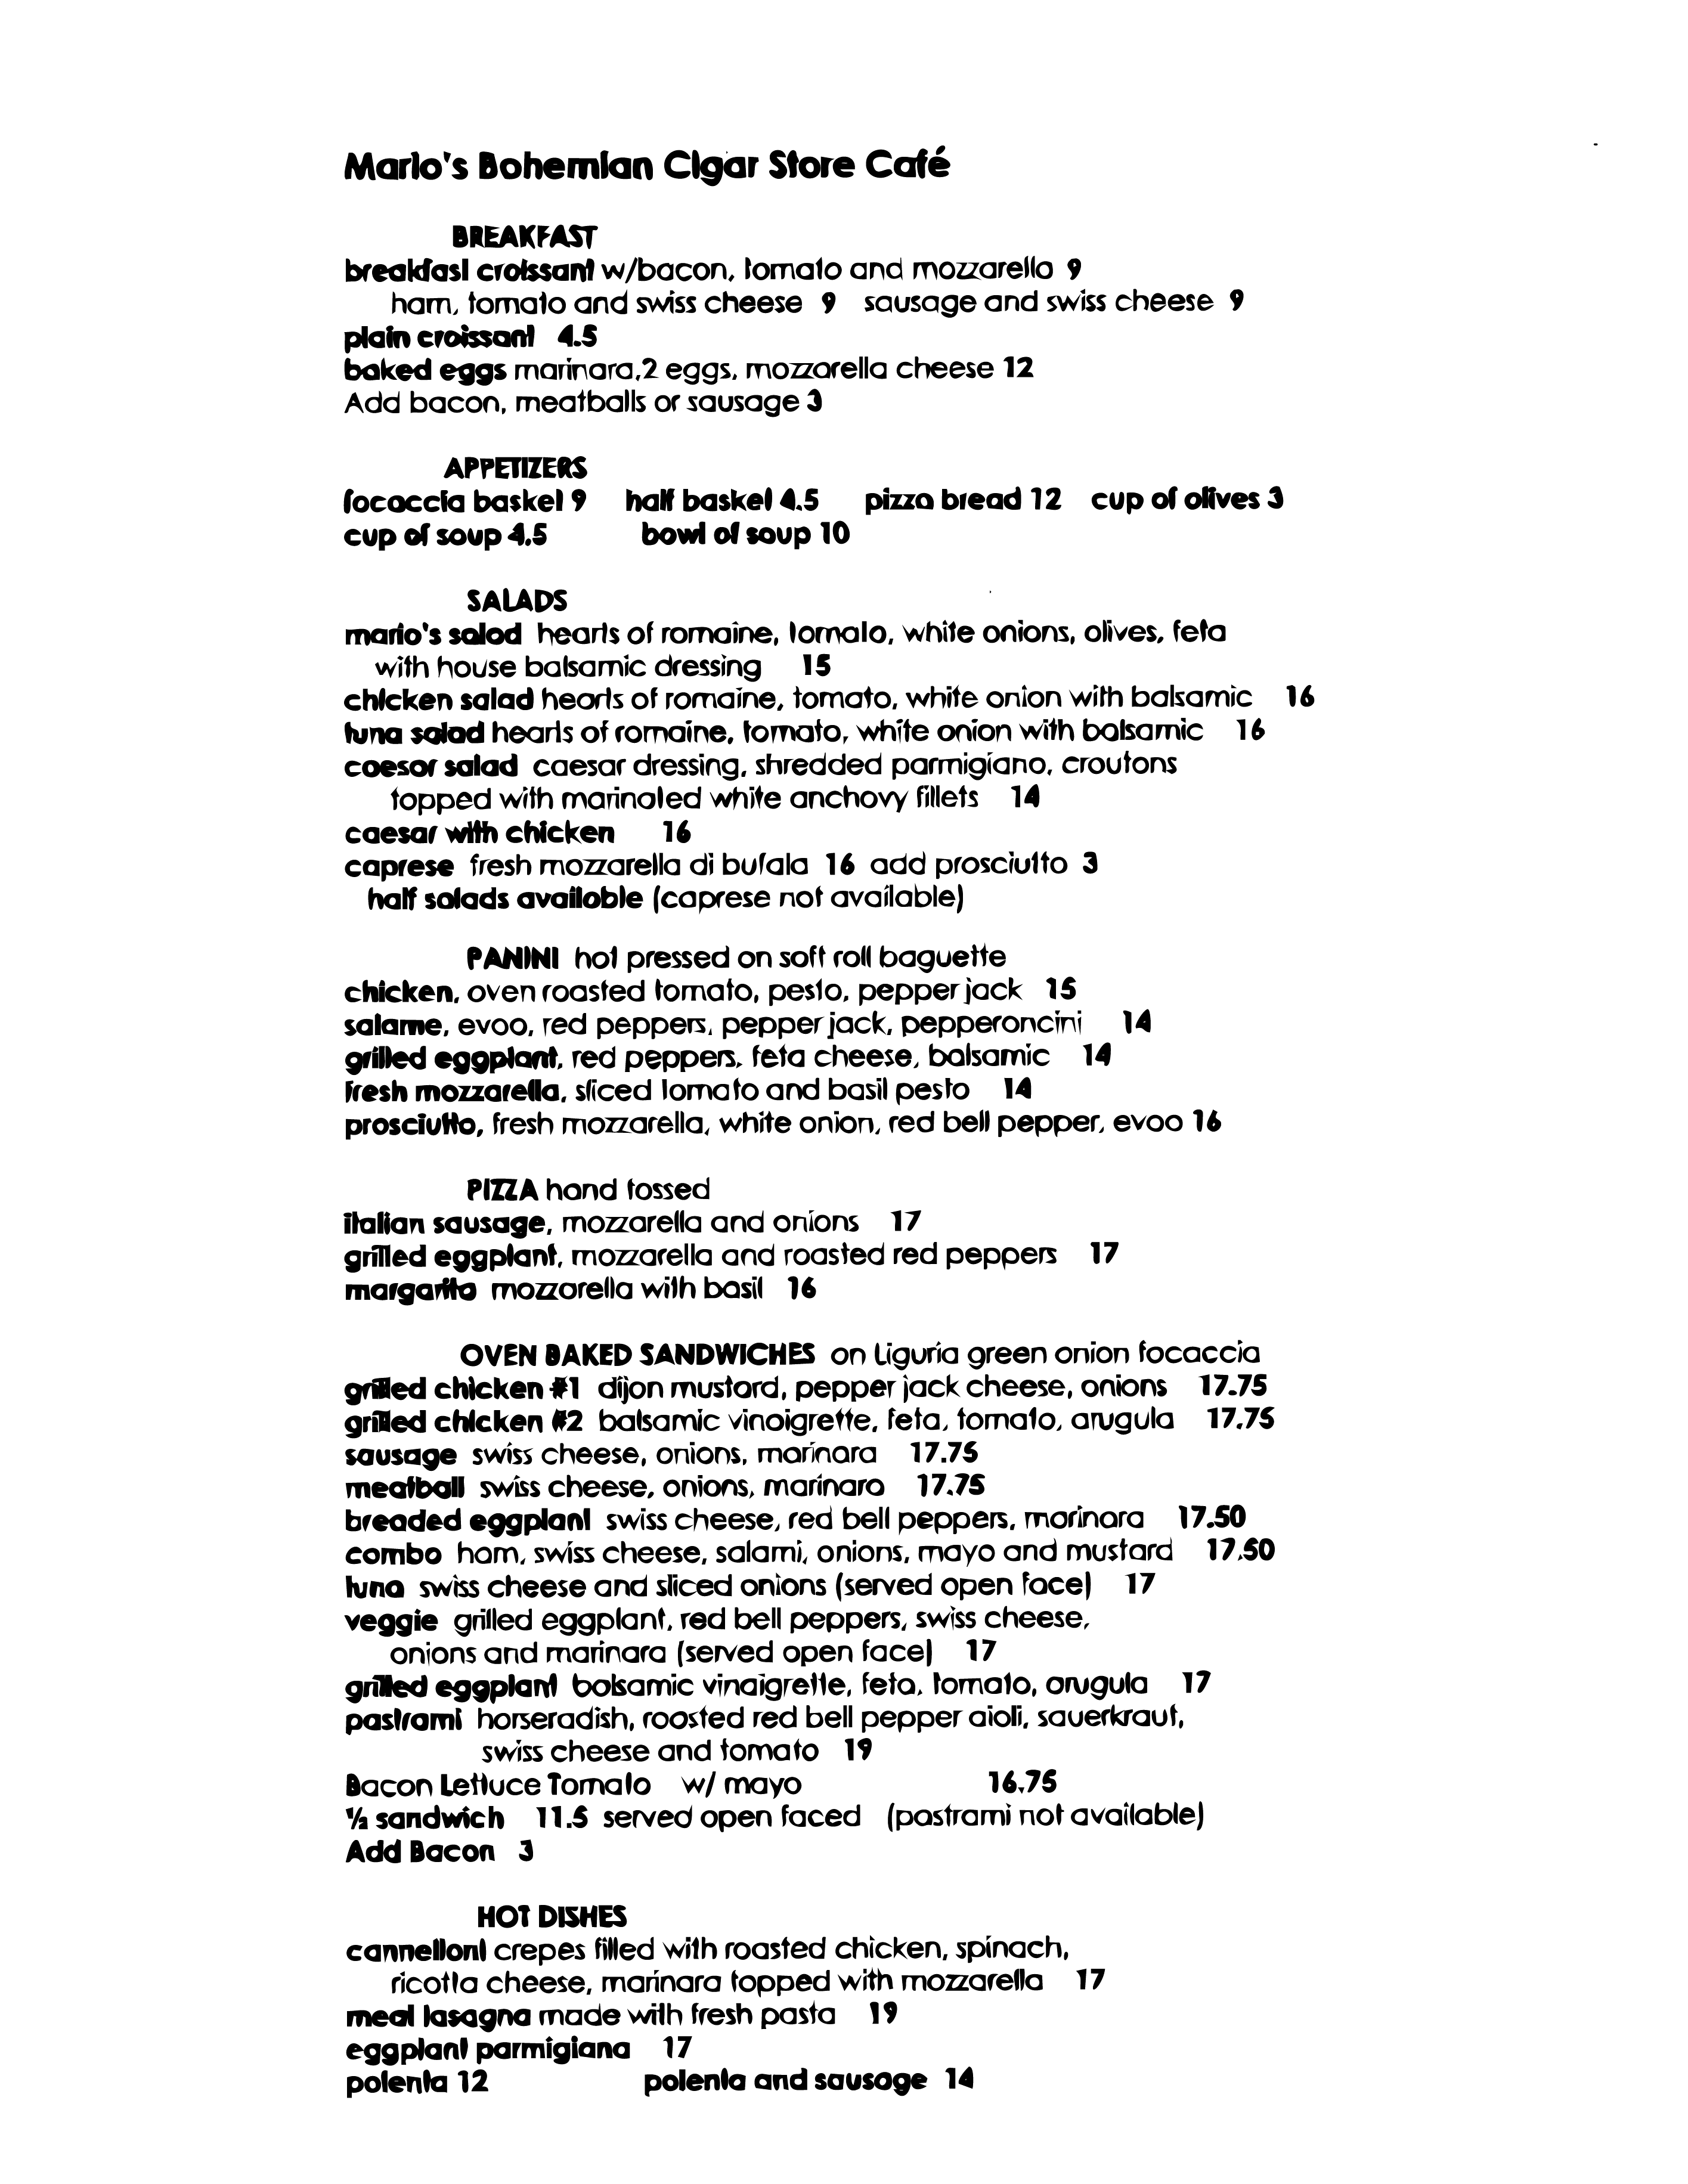 Mario's Bohemian Cigar Store Café
BREAKFAST
breakfast croissant w/bacon, tomato and mozzarella 9
ham, tomato and swiss cheese 9 sausage and swiss cheese 9
plain croissant 4.5
baked eggs marinara,2 eggs, mozzarella cheese 12
Add bacon, meatballs or sausage 3
APPETIZERS
fococcia basket 9 half basket 4.5 pizza bread 12 cup of olives 3
cup of soup 4.5 bowl of soup 10
SALADS
mario's salad hearts of romaine, tomato, white onions, olives, feta
with house balsamic dressing 15
chicken salad hearts of romaine, tomato, white onion with balsamic 16
tuna salad hearts of romaine, tomato, white onion with balsamic 16
coesor salad caesar dressing, shredded parmigiano, croutons
topped with marinated white anchovy fillets 14
caesar with chicken 16
caprese fresh mozzarella di bufala 16 add prosciutto 3
half salads available (caprese not available)
PANINI hot pressed on soft roll baguette
chicken, oven roasted tomato, pesto, pepper jack 15
salame, evoo, red peppers, pepper jack, pepperoncini 14
grilled eggplant, red peppers, feta cheese, balsamic 14
fresh mozzarella, sliced tomato and basil pesto 14
prosciutto, fresh mozzarella, white onion, red bell pepper, evoo 16
PIZZA hand tossed
italian sausage, mozzarella and onions 17
grilled eggplant, mozzarella and roasted red peppers 17
margarita mozzarella with basil 16
OVEN BAKED SANDWICHES on Liguria green onion focaccia
grilled chicken #1 dijon mustard, pepper jack cheese, onions 17.75
grilled chicken #2 balsamic vinaigrette, feta, tomato, arugula 17.75
sausage swiss cheese, onions, marinara 17.75
meatball swiss cheese, onions, marinara 17.75
breaded eggplant swiss cheese, red bell peppers, marinara 17.50
combo ham, swiss cheese, salami, onions, mayo and mustard 17.50
tuna swiss cheese and sliced onions (served open face) 17
veggie grilled eggplant, red bell peppers, swiss cheese,
onions and marinara (served open face) 17
grilled eggplant balsamic vinaigrette, feta, tomato, arugula 17
pastrami horseradish, roasted red bell pepper aioli, sauerkraut,
swiss cheese and tomato 19
Bacon Lettuce Tomato w/ mayo 16.75
½ sandwich 11.5 served open faced (pastrami not available)
Add Bacon 3
HOT DISHES
cannelloni crepes filled with roasted chicken, spinach,
ricotta cheese, marinara topped with mozzarella 17
meat lasagna made with fresh pasta 19
eggplant parmigiana 17
polenta 12 polenta and sausage 14